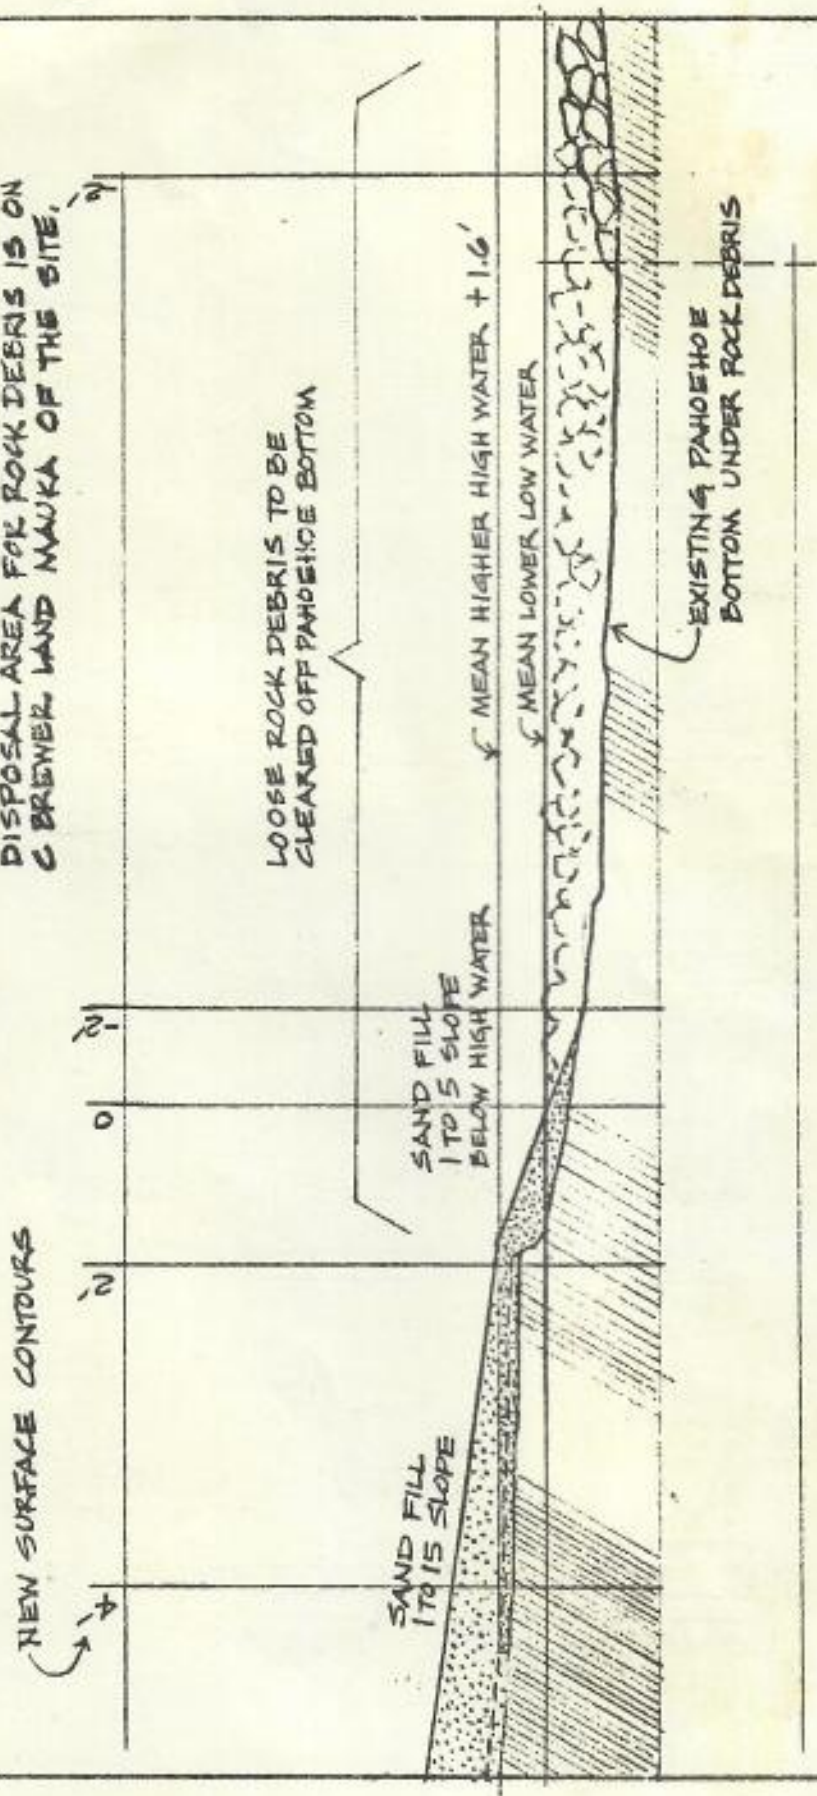 DISPOSAL AREA FOR ROCK DEBRIS IS ON
C BREWER LAND MAUKA OF THE SITE.
NEW SURFACE CONTOURS
4'
2'
0
-2'
2'
LOOSE ROCK DEBRIS TO BE
CLEARED OFF PAHOEHOE BOTTOM
SAND FILL
1 TO 15 SLOPE
SAND FILL
1 TO 5 SLOPE
BELOW HIGH WATER
MEAN HIGHER HIGH WATER + 1.6'
MEAN LOWER LOW WATER
EXISTING PAHOEHOE
BOTTOM UNDER ROCK DEBRIS